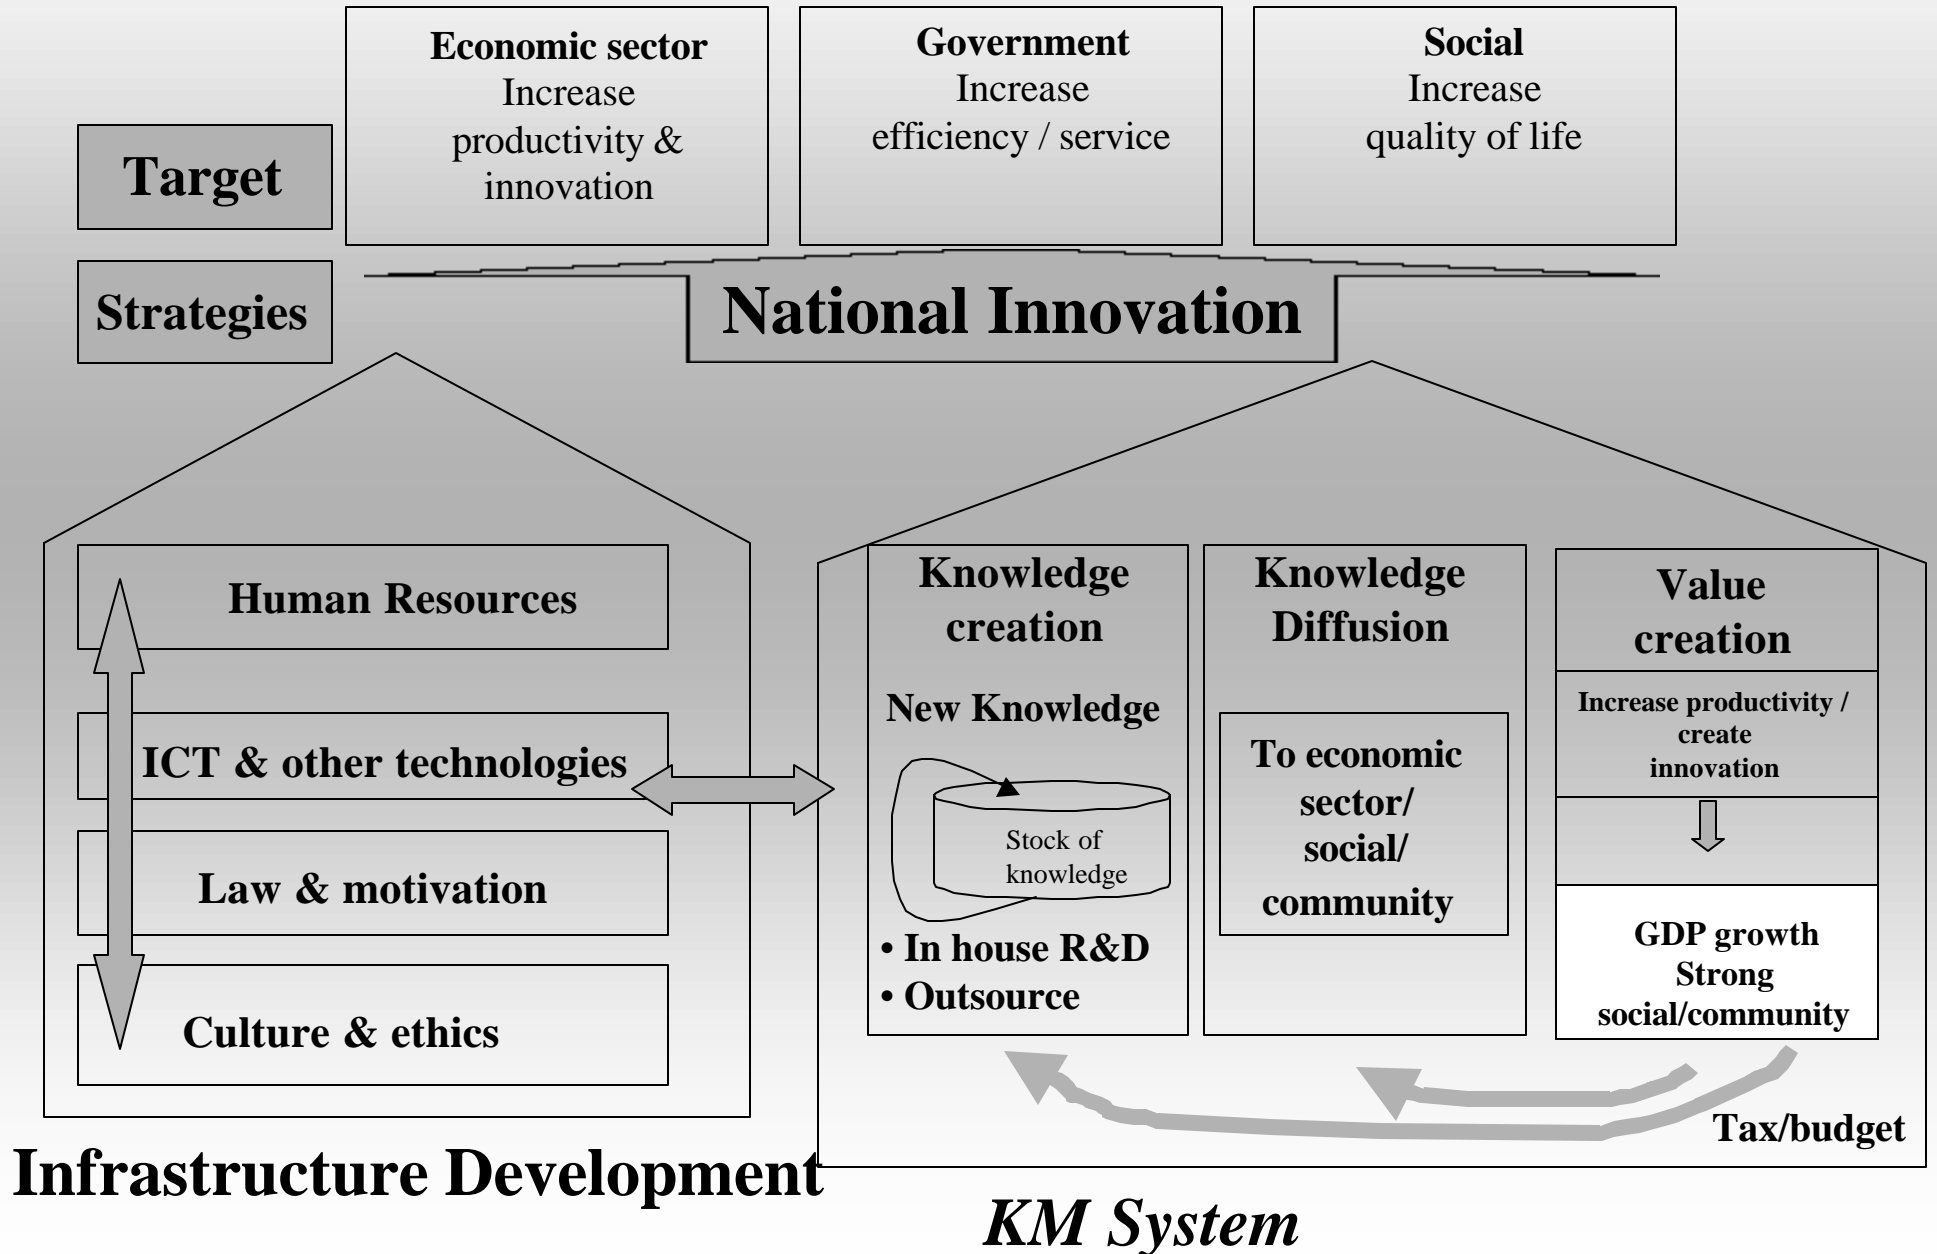 Economic sector
Increase
productivity &
innovation
Government
Increase
efficiency / service
Social
Increase
quality of life
Target
Strategies
National Innovation
Human Resources
ICT & other technologies
Law & motivation
Culture & ethics
Infrastructure Development
Knowledge
creation
New Knowledge
Stock of
knowledge
• In house R&D
• Outsource
Knowledge
Diffusion
To economic
sector/
social/
community
Value
creation
Increase productivity /
create
innovation
GDP growth
Strong
social/community
Tax/budget
KM System